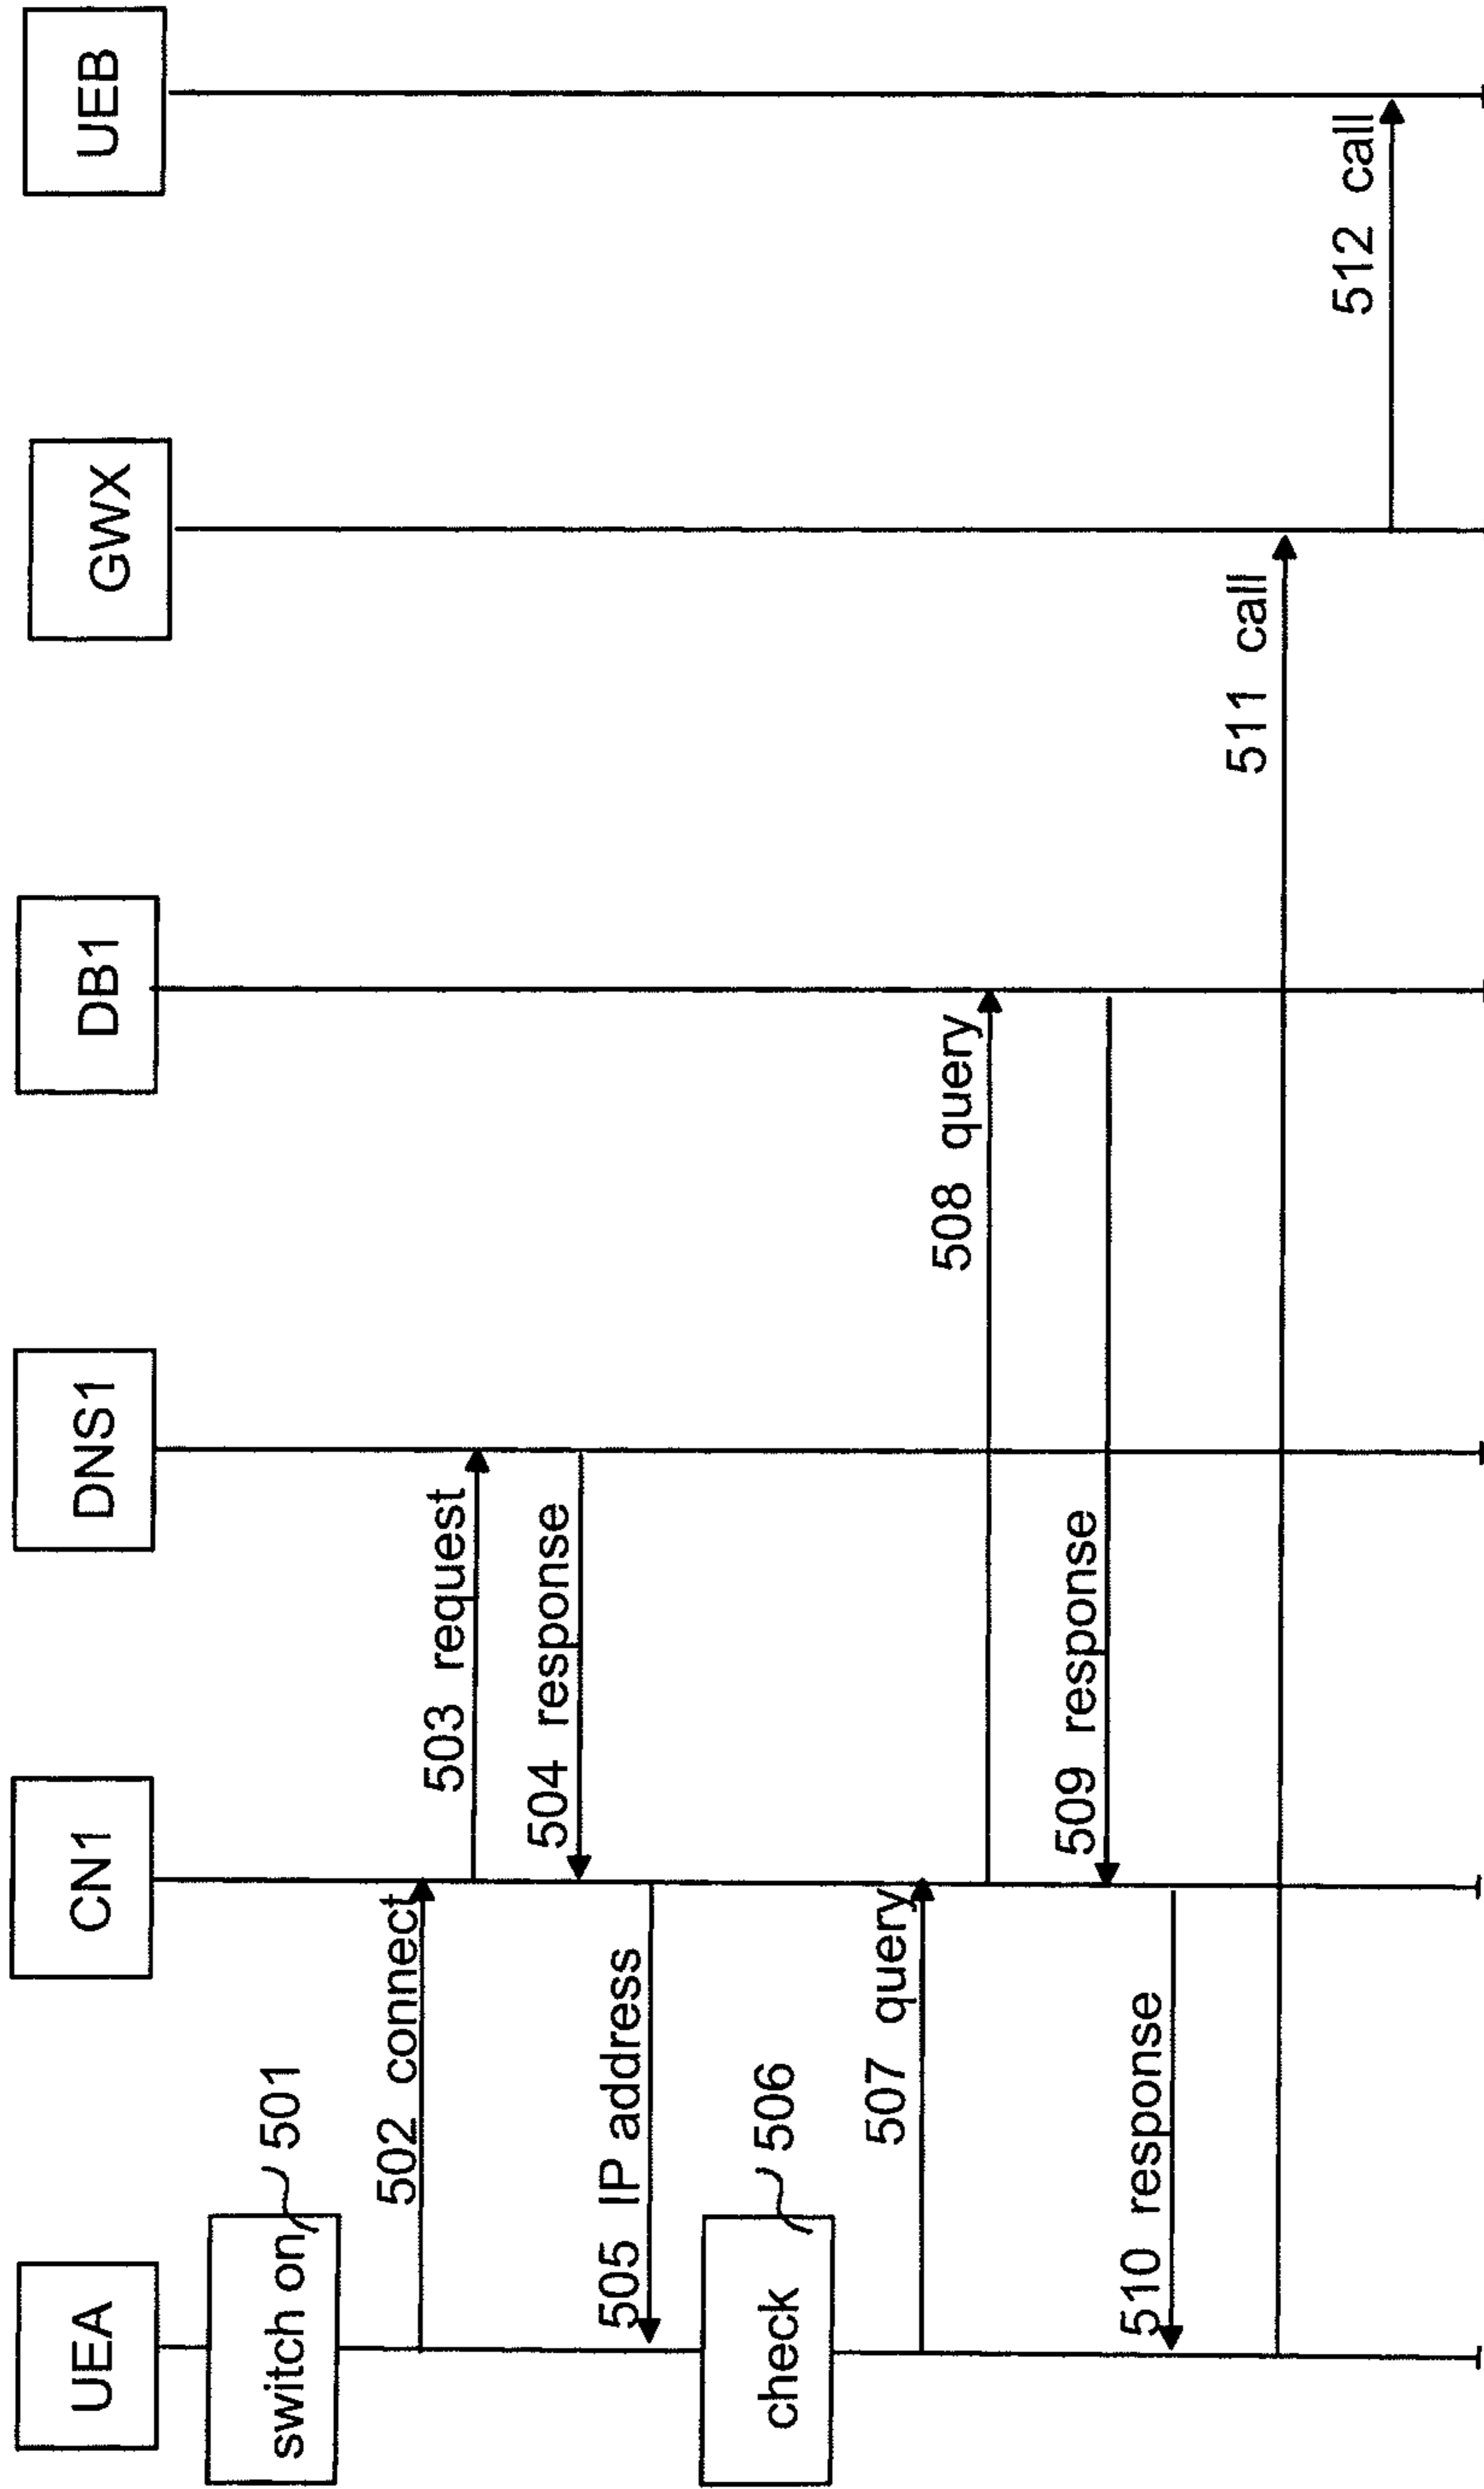 UEA
CN1
DNS1
DB1
GWX
UEB
switch on
501
502 connect
503 request
504 response
505 IP address
check
506
507 query
508 query
509 response
510 response
511 call
512 call